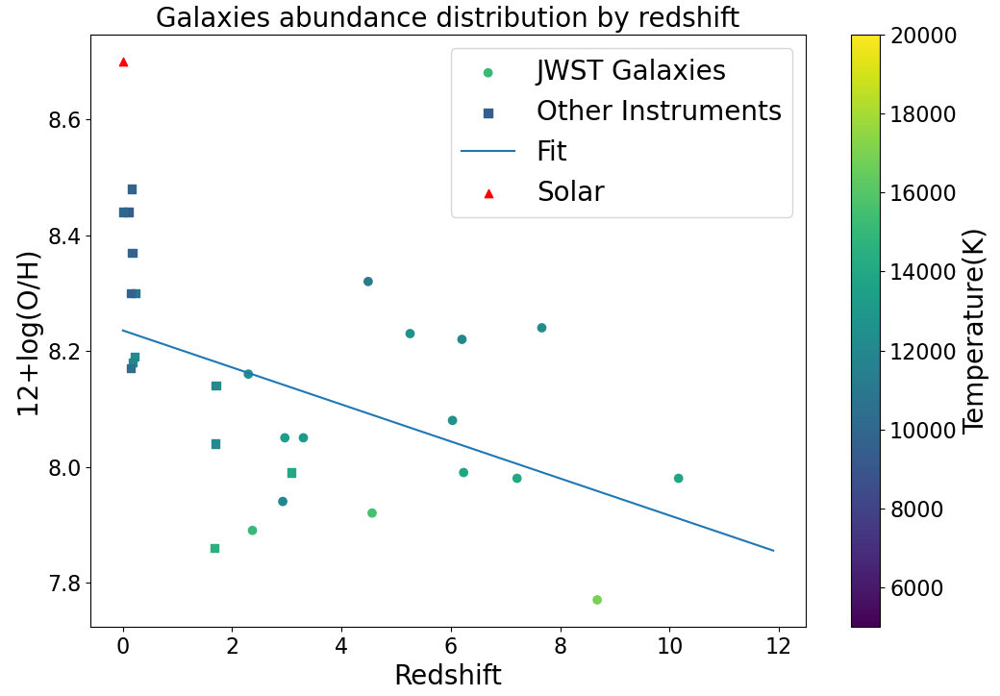 Galaxies abundance distribution by redshift
JWST Galaxies
Other Instruments
Fit
Solar
12+log(O/H)
8.6
8.4
8.2
8.0
7.8
0 2 4 6 8 10 12
Redshift
20000
18000
16000
14000
12000
10000
8000
6000
Temperature(K)